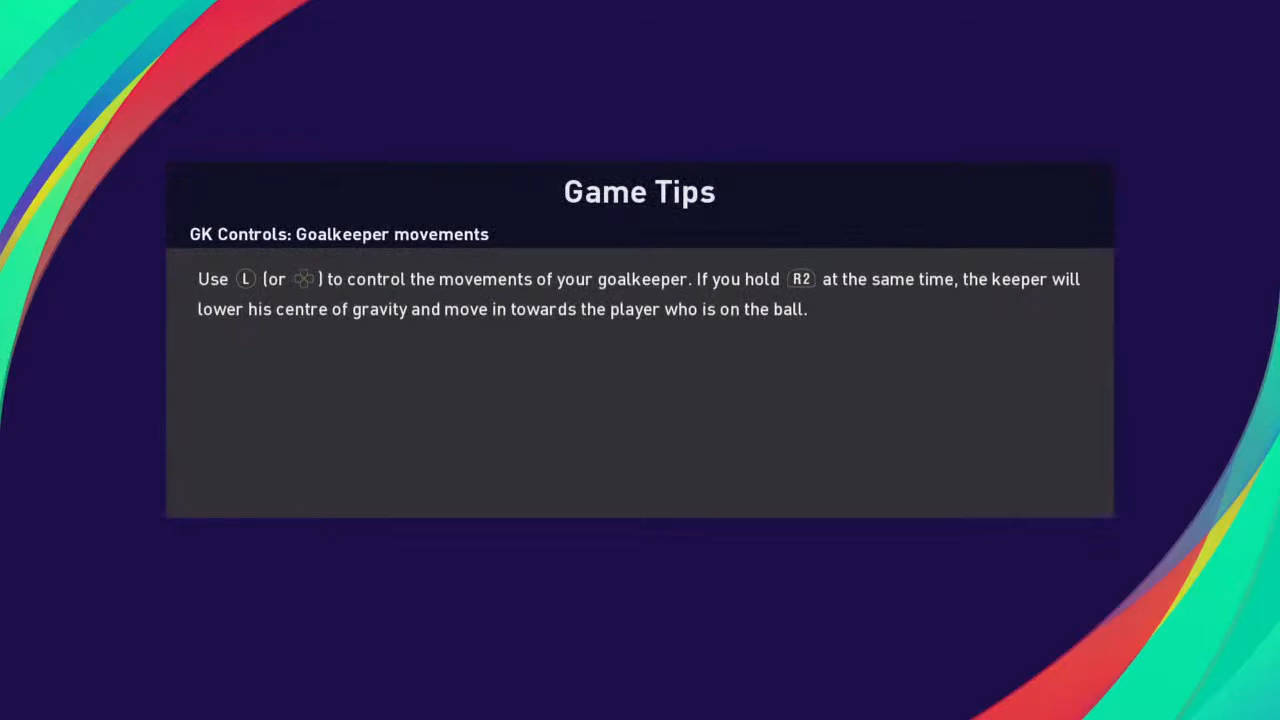 Game Tips
GK Controls: Goalkeeper movements
Use L (or ) to control the movements of your goalkeeper. If you hold R2 at the same time, the keeper will
lower his centre of gravity and move in towards the player who is on the ball.